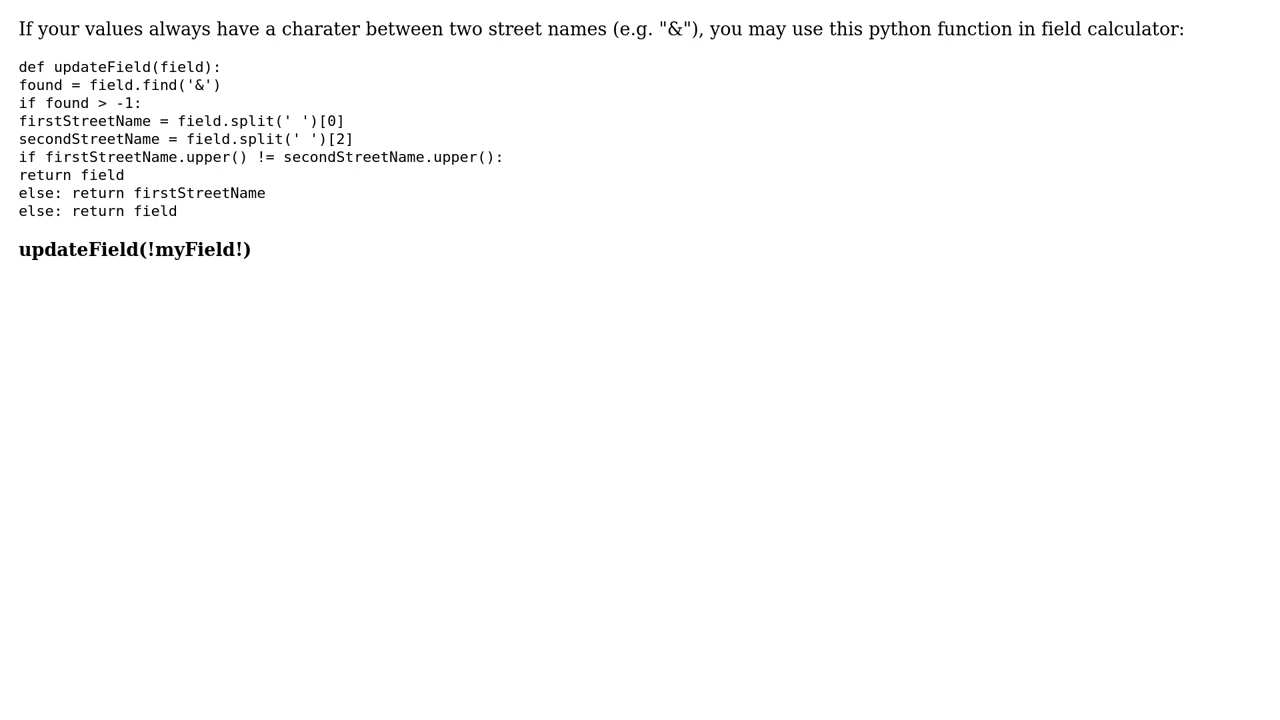 If your values always have a charater between two street names (e.g. "&"), you may use this python function in field calculator:
def updateField(field):
found = field.find('&')
if found > -1:
firstStreetName = field.split(' ')[0]
secondStreetName = field.split(' ')[2]
if firstStreetName.upper() != secondStreetName.upper():
return field
else: return firstStreetName
else: return field
updateField(!myField!)